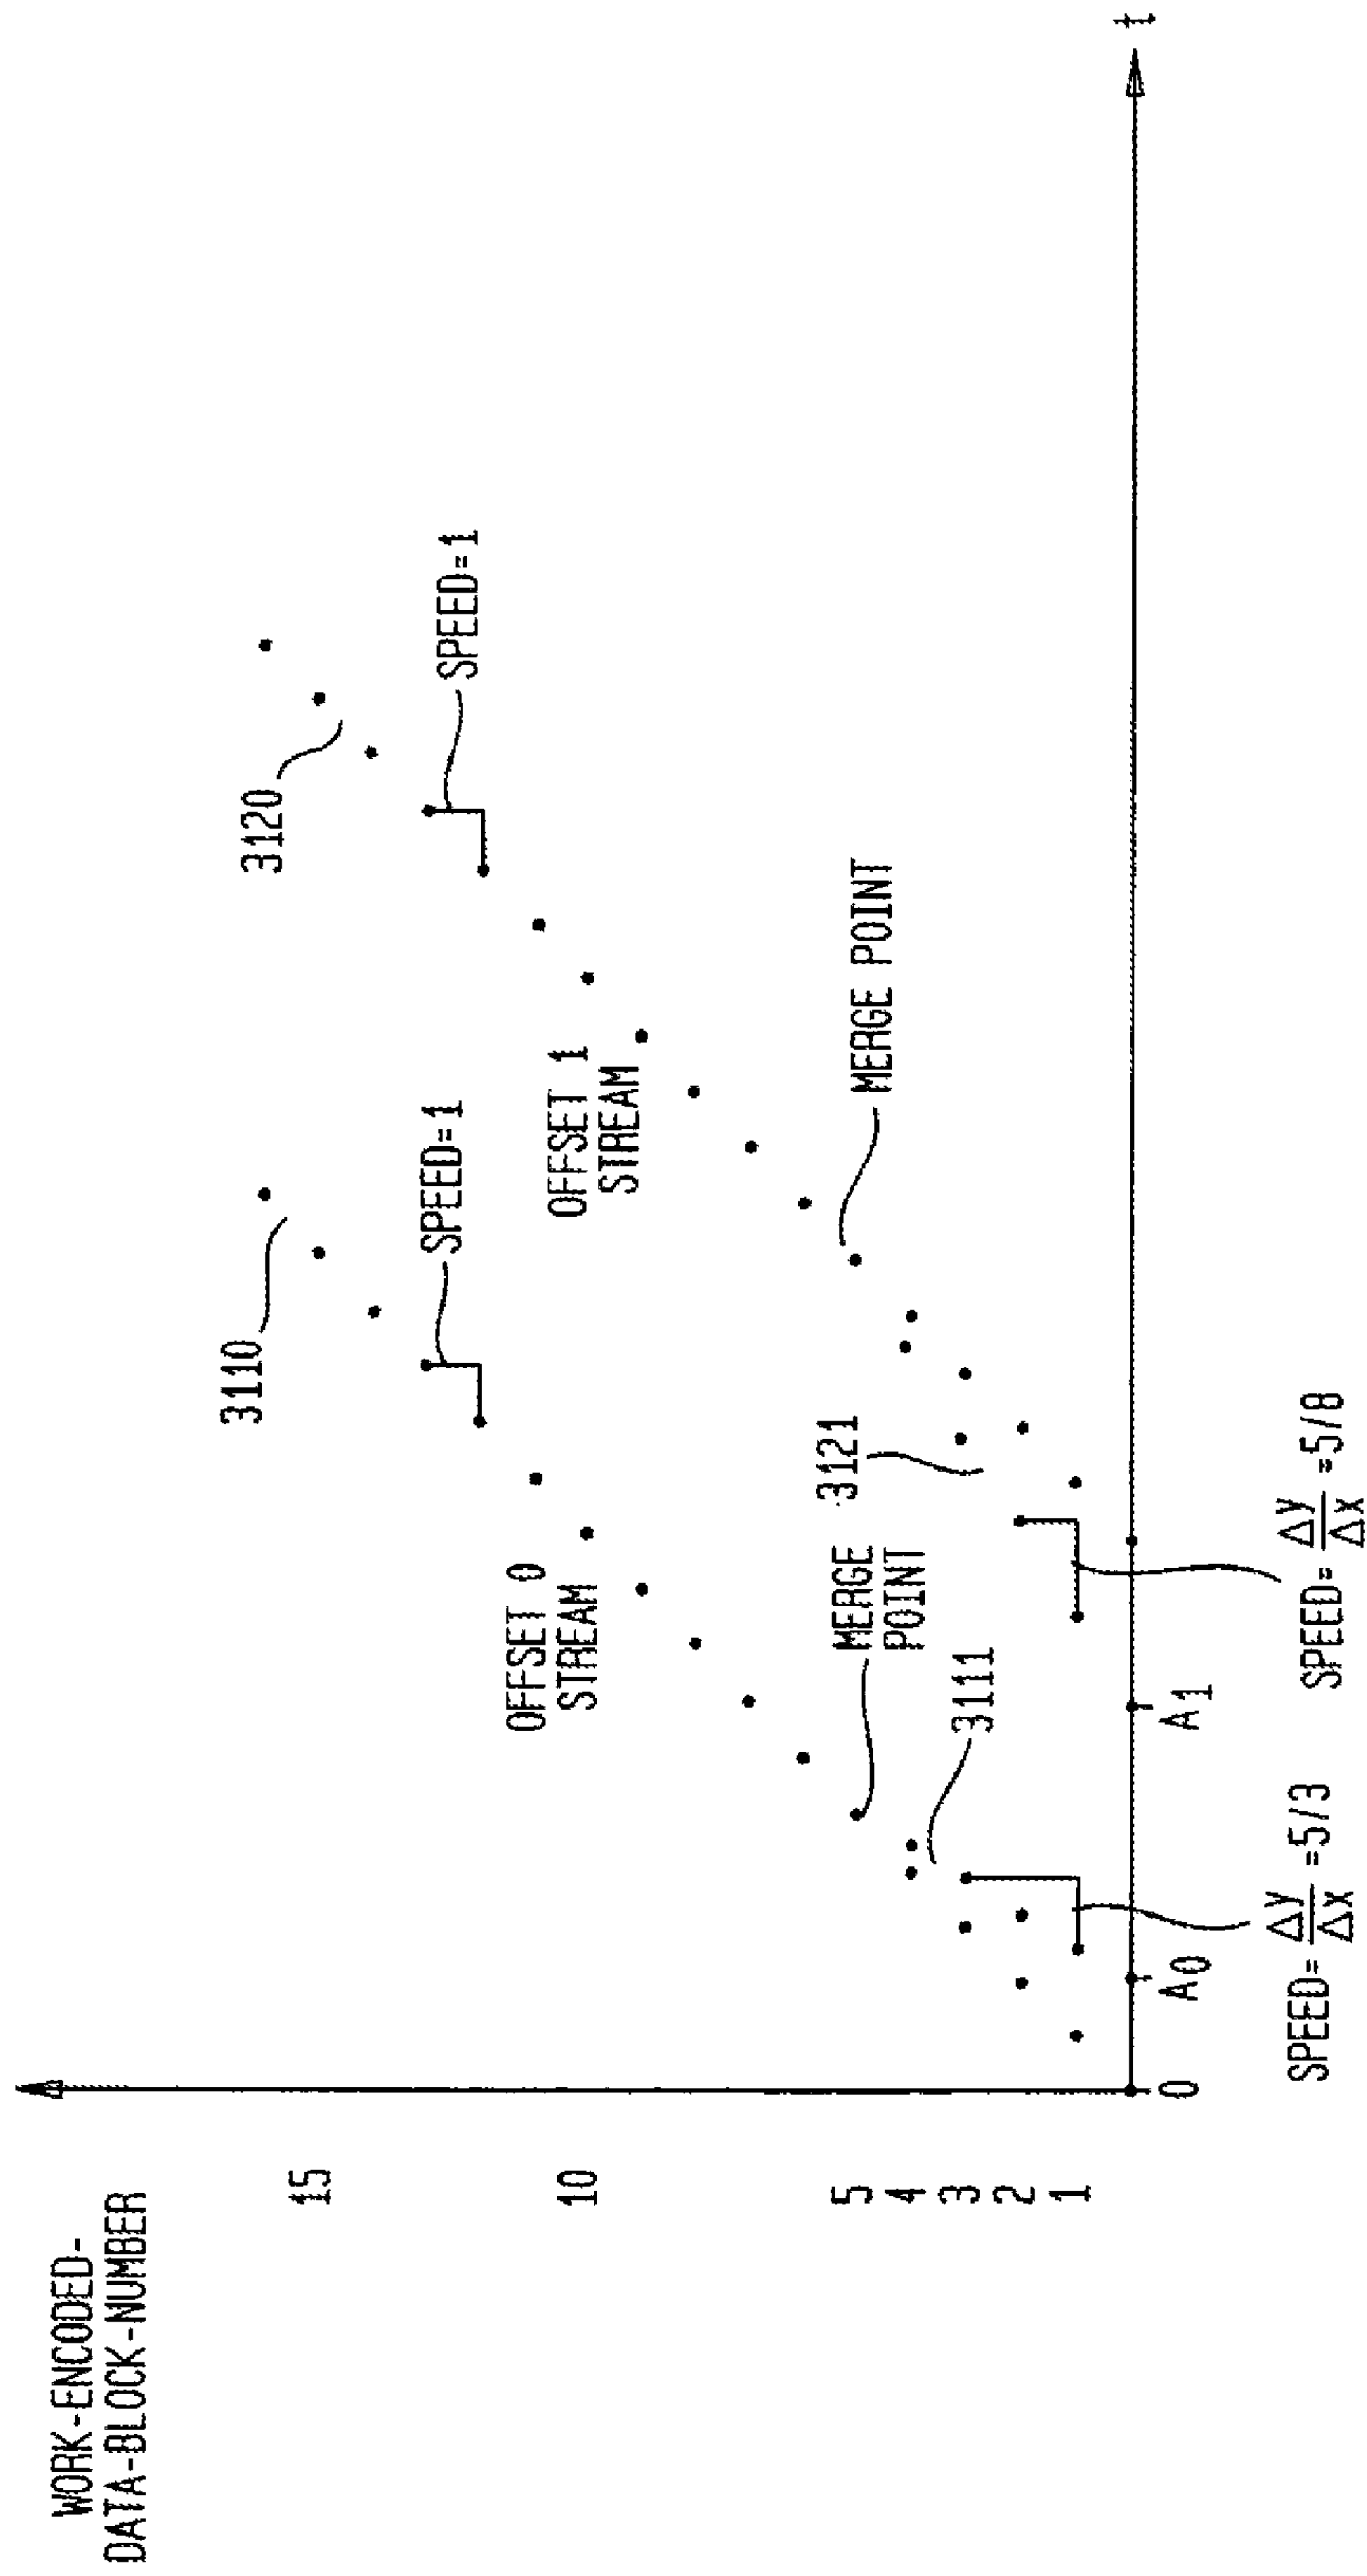 WORK-ENCODED-
DATA-BLOCK-NUMBER
15
10
5
4
3
2
1
3110
SPEED=1
3120
SPEED=1
OFFSET 0
STREAM
OFFSET 1
STREAM
MERGE
POINT
3121
MERGE POINT
3111
0
A0
A1
t
SPEED= Δy/Δx =5/3
SPEED= Δy/Δx =5/8